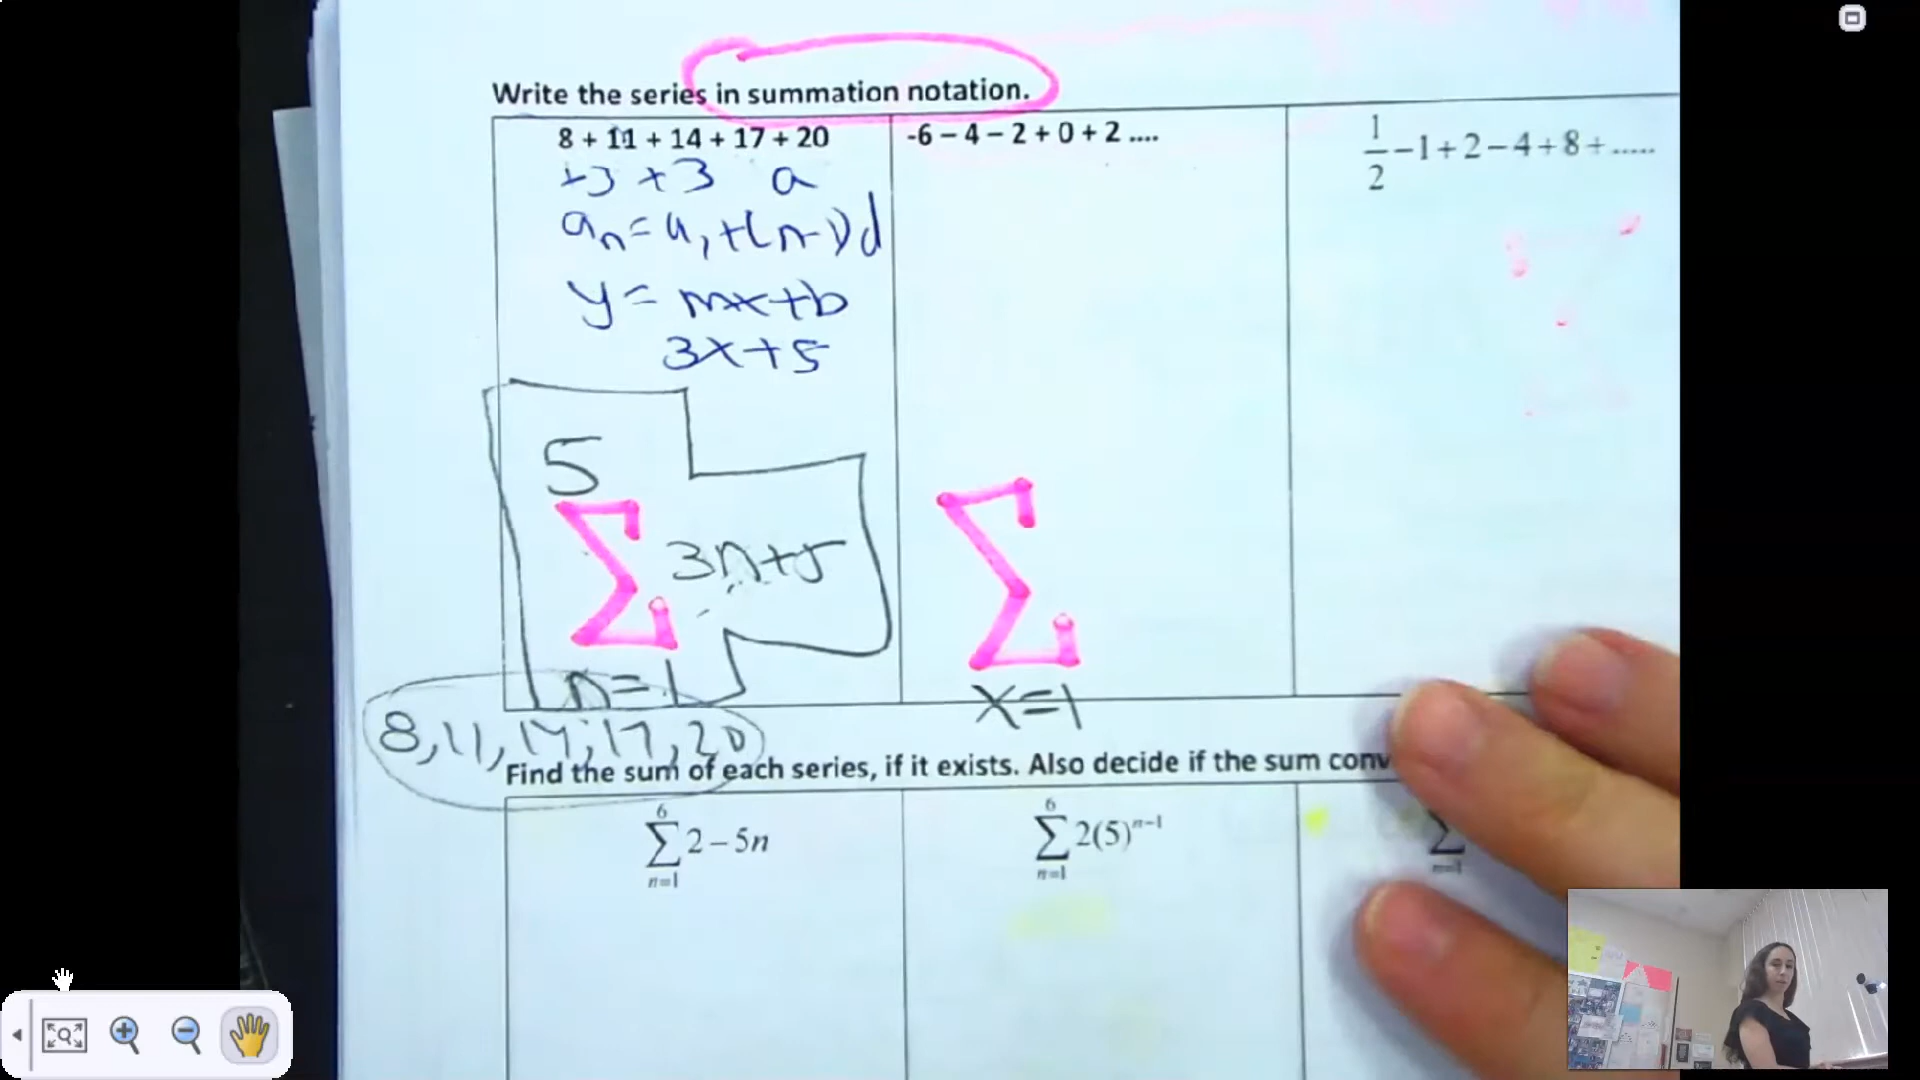 Write the series in summation notation.
8 + 11 + 14 + 17 + 20
+3 +3 a
aₙ = a₁ + (n-1)d
y = mx+b
3x+5
5
∑ 3n+5
n=1
8, 11, 14, 17, 20
-6 – 4 – 2 + 0 + 2 ....
∑
x=1
1/2 – 1 + 2 – 4 + 8 + .....
Find the sum of each series, if it exists. Also decide if the sum conv
6
∑ 2 – 5n
n=1
6
∑ 2(5)ⁿ⁻¹
n=1
∑
n=1